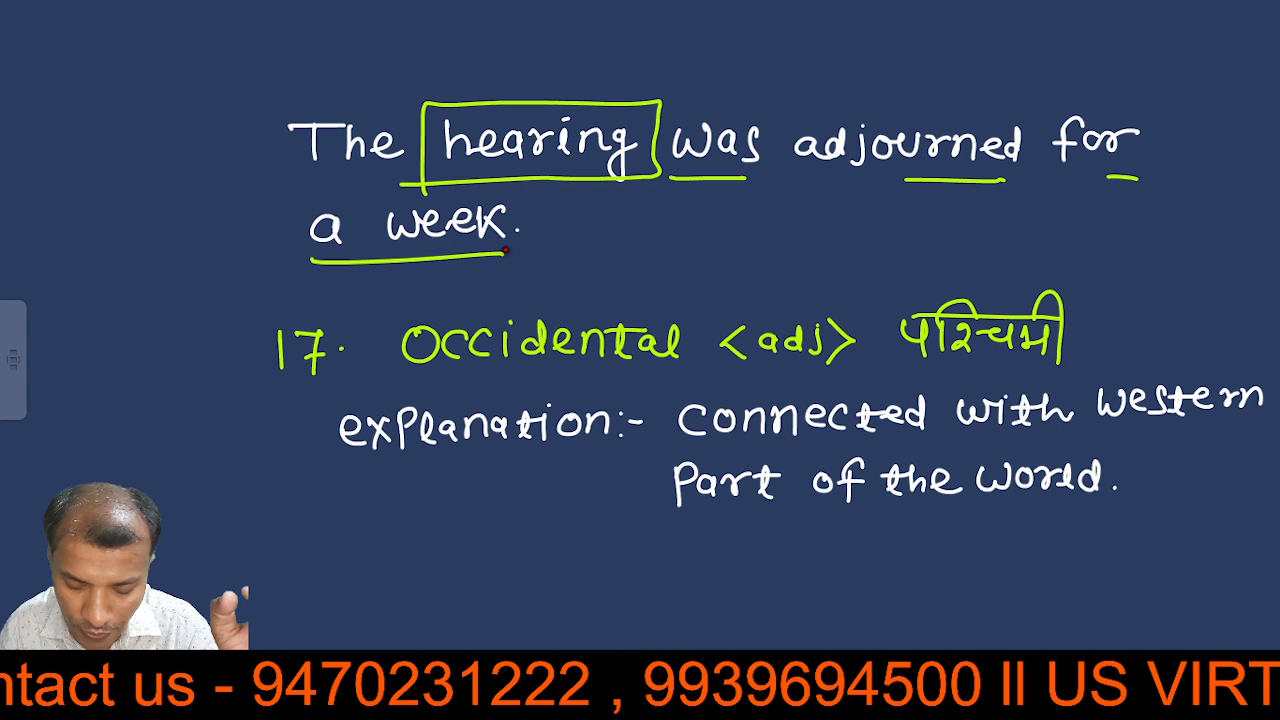 The hearing was adjourned for
a week.
17. Occidental <adj> पश्चिमी
explanation:- connected with western
part of the world.
ntact us - 9470231222 , 9939694500 ll US VIRT